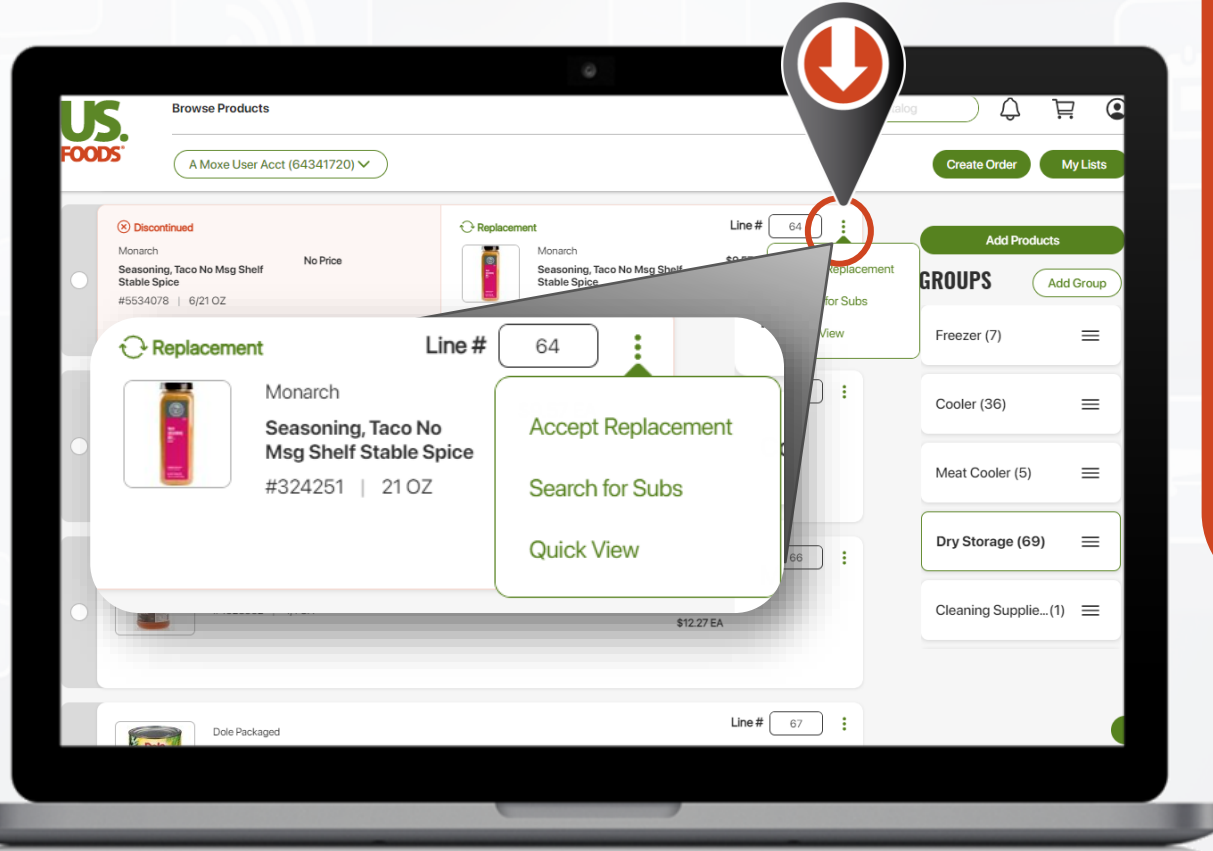 US.
FOODS
Browse Products
A Moxe User Acct (64341720)
Create Order
My Lists
Discontinued
Monarch
Seasoning, Taco No Msg Shelf
Stable Spice
#5534078 | 6/21 OZ
No Price
Replacement
Monarch
Seasoning, Taco No Msg Shelf
Stable Spice
Line # 64
Replacement
for Subs
View
Replacement
Line # 64
Monarch
Seasoning, Taco No
Msg Shelf Stable Spice
#324251 | 21 OZ
Accept Replacement
Search for Subs
Quick View
66
$12.27 EA
Dole Packaged
Line # 67
Add Products
GROUPS
Add Group
Freezer (7)
Cooler (36)
Meat Cooler (5)
Dry Storage (69)
Cleaning Supplie...(1)